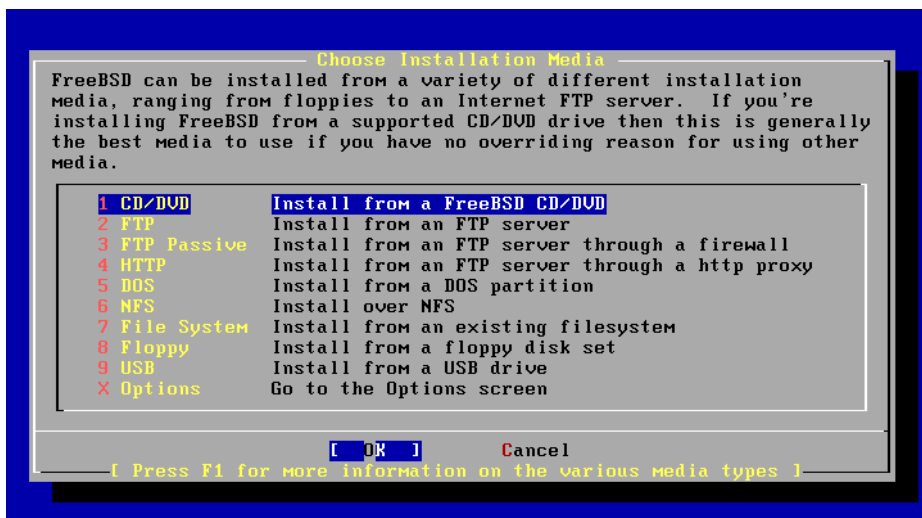 Choose Installation Media
FreeBSD can be installed from a variety of different installation
media, ranging from floppies to an Internet FTP server.  If you're
installing FreeBSD from a supported CD/DVD drive then this is generally
the best media to use if you have no overriding reason for using other
media.
1 CD/DVD Install from a FreeBSD CD/DVD
2 FTP Install from an FTP server
3 FTP Passive Install from an FTP server through a firewall
4 HTTP Install from an FTP server through a http proxy
5 DOS Install from a DOS partition
6 NFS Install over NFS
7 File System Install from an existing filesystem
8 Floppy Install from a floppy disk set
9 USB Install from a USB drive
X Options Go to the Options screen
[ OK ] Cancel
[ Press F1 for more information on the various media types ]